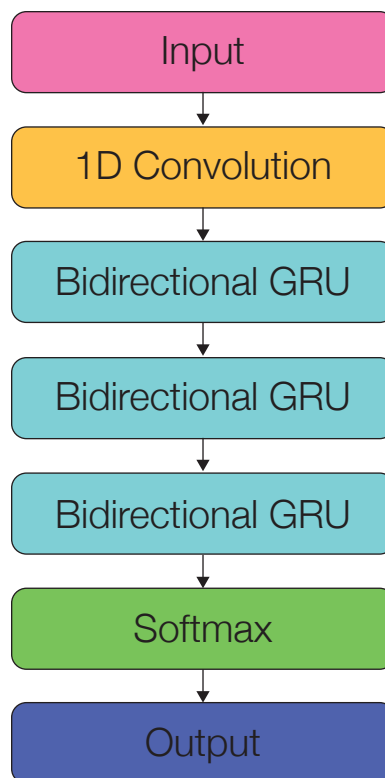 Input
1D Convolution
Bidirectional GRU
Bidirectional GRU
Bidirectional GRU
Softmax
Output